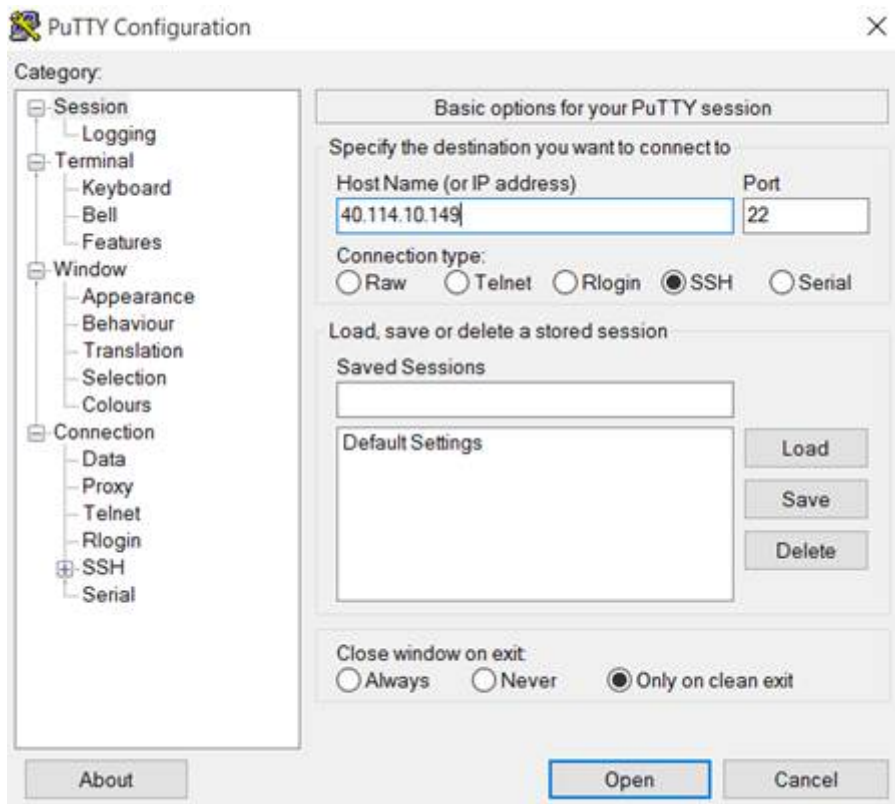 PuTTY Configuration
Category:
Session
Logging
Terminal
Keyboard
Bell
Features
Window
Appearance
Behaviour
Translation
Selection
Colours
Connection
Data
Proxy
Telnet
Rlogin
SSH
Serial
Basic options for your PuTTY session
Specify the destination you want to connect to
Host Name (or IP address) Port
40.114.10.149 22
Connection type:
Raw Telnet Rlogin SSH Serial
Load, save or delete a stored session
Saved Sessions
Default Settings
Load
Save
Delete
Close window on exit:
Always Never Only on clean exit
About Open Cancel